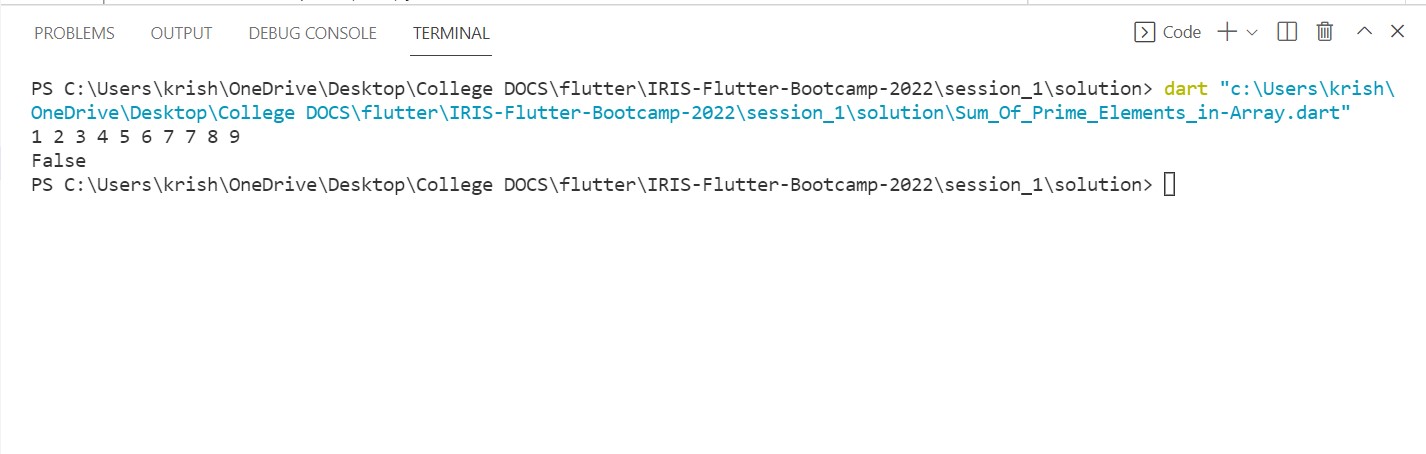 PROBLEMS OUTPUT DEBUG CONSOLE TERMINAL Code
PS C:\Users\krish\OneDrive\Desktop\College DOCS\flutter\IRIS-Flutter-Bootcamp-2022\session_1\solution> dart "c:\Users\krish\
OneDrive\Desktop\College DOCS\flutter\IRIS-Flutter-Bootcamp-2022\session_1\solution\Sum_Of_Prime_Elements_in-Array.dart"
1 2 3 4 5 6 7 7 8 9
False
PS C:\Users\krish\OneDrive\Desktop\College DOCS\flutter\IRIS-Flutter-Bootcamp-2022\session_1\solution>